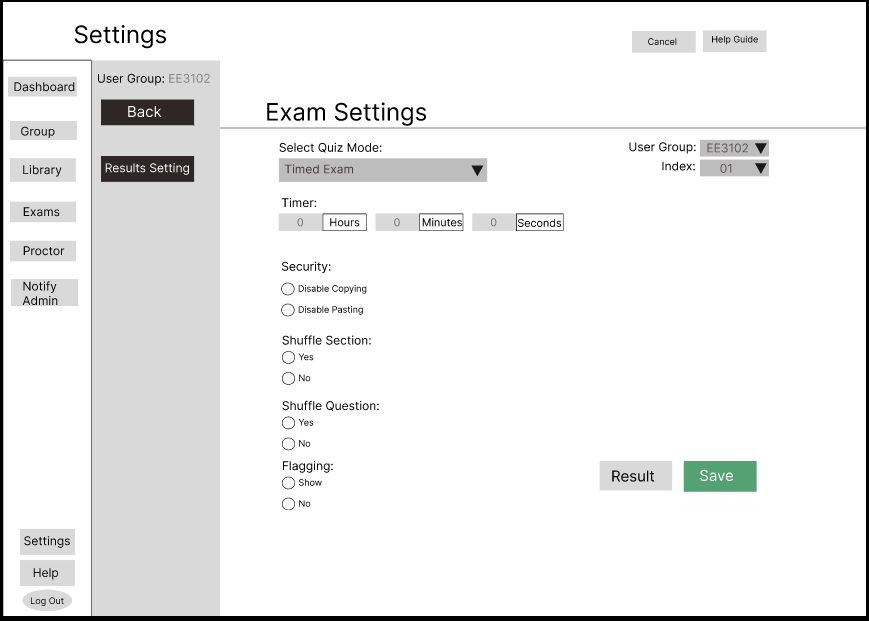 Settings
Cancel
Help Guide
Dashboard
Group
Library
Exams
Proctor
Notify
Admin
Settings
Help
Log Out
User Group: EE3102
Back
Results Setting
Exam Settings
Select Quiz Mode:
Timed Exam
User Group: EE3102
Index: 01
Timer:
0 Hours 0 Minutes 0 Seconds
Security:
Disable Copying
Disable Pasting
Shuffle Section:
Yes
No
Shuffle Question:
Yes
No
Flagging:
Show
No
Result
Save